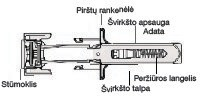 Pirštų rankenėlė
Švirkšto apsauga
Adata
Stūmoklis
Peržiūros langelis
Švirkšto talpa